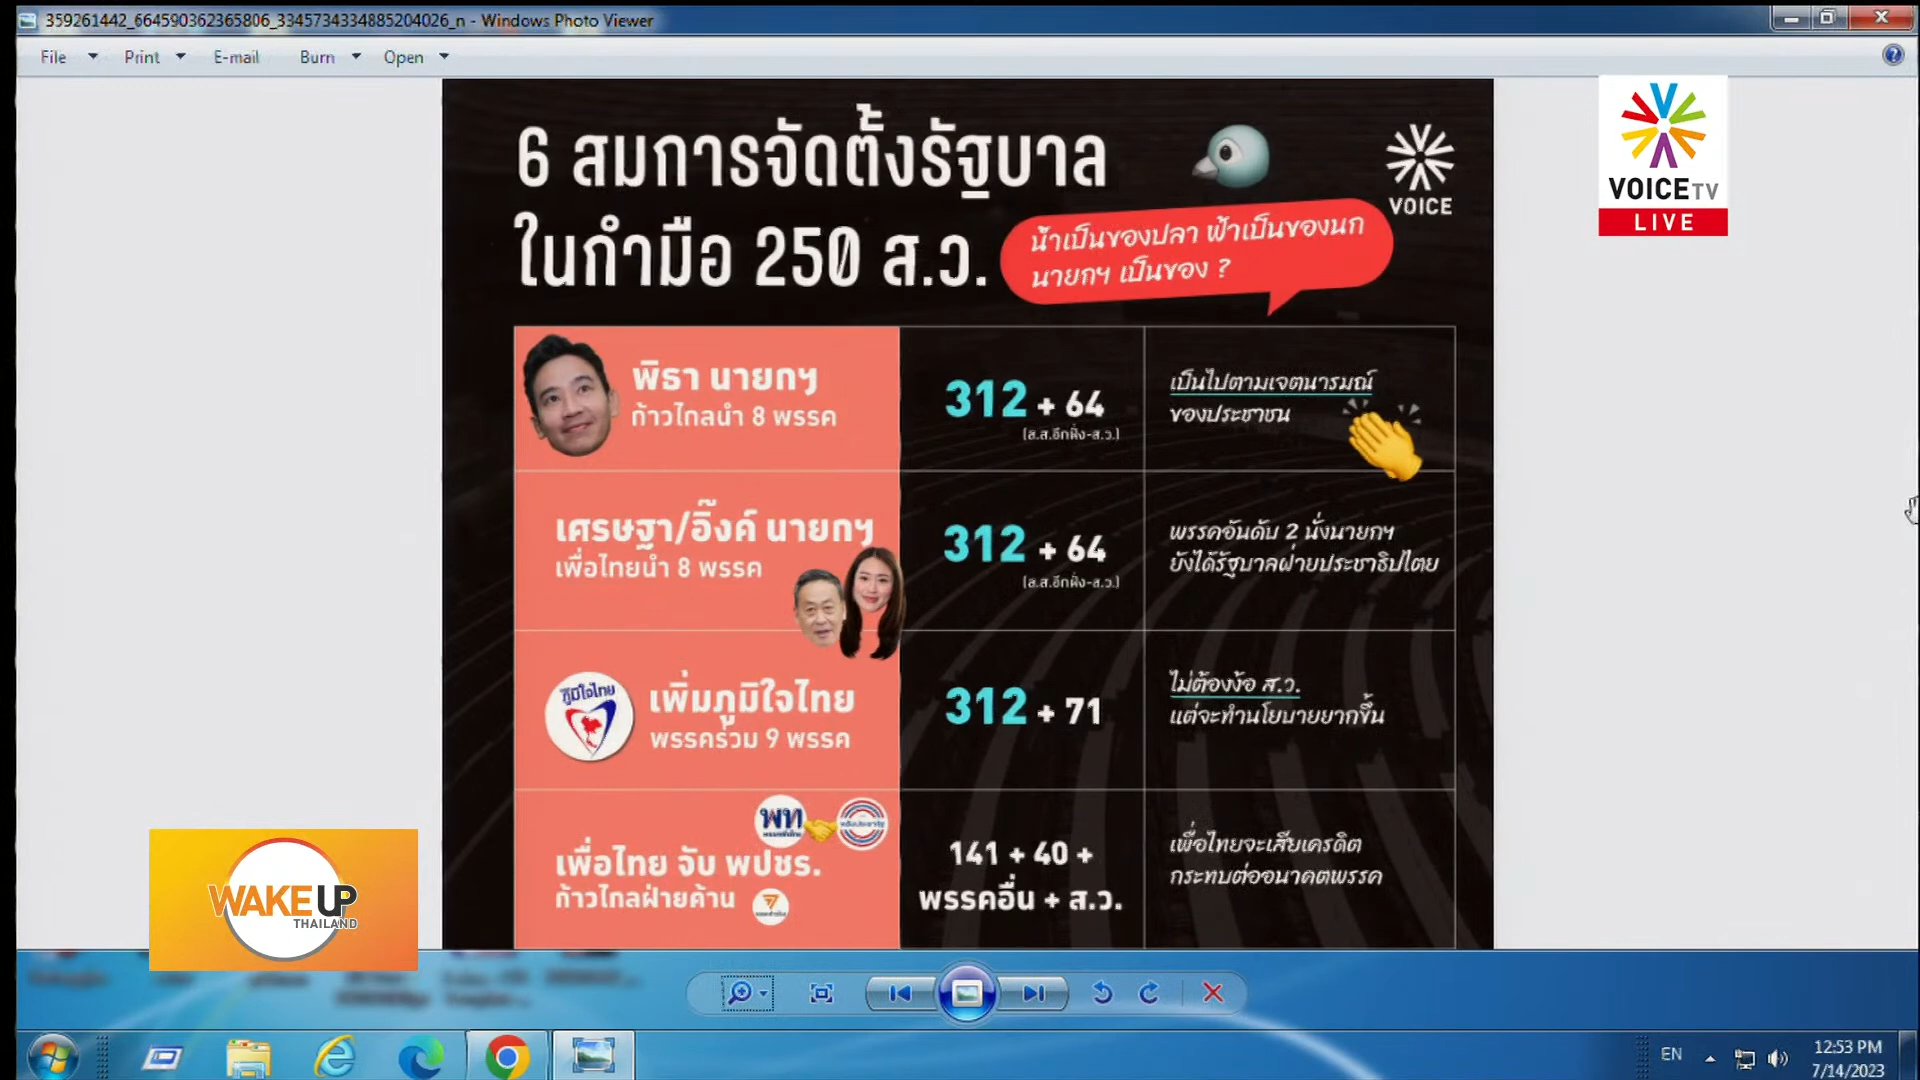 359261442_664590362365806_3345734334885204026_n - Windows Photo Viewer
File Print E-mail Burn Open
6 สมการจัดตั้งรัฐบาล
ในกำมือ 250 ส.ว.
น้ำเป็นของปลา ฟ้าเป็นของนก
นายกฯ เป็นของ ?
VOICE
VOICE TV
LIVE
พิธา นายกฯ
ก้าวไกลนำ 8 พรรค
312 + 64
(ส.ส.อีกฝั่ง-ส.ว.)
เป็นไปตามเจตนารมณ์
ของประชาชน
เศรษฐา/อิ๊งค์ นายกฯ
เพื่อไทยนำ 8 พรรค
312 + 64
(ส.ส.อีกฝั่ง-ส.ว.)
พรรคอันดับ 2 นั่งนายกฯ
ยังได้รัฐบาลฝ่ายประชาธิปไตย
ภูมิใจไทย
เพิ่มภูมิใจไทย
พรรคร่วม 9 พรรค
312 + 71
ไม่ต้องง้อ ส.ว.
แต่จะทำนโยบายยากขึ้น
พท
เพื่อไทย จับ พปชร.
ก้าวไกลฝ่ายค้าน
141 + 40 +
พรรคอื่น + ส.ว.
เพื่อไทยจะเสียเครดิต
กระทบต่ออนาคตพรรค
WAKE UP
THAILAND
EN
12:53 PM
7/14/2023